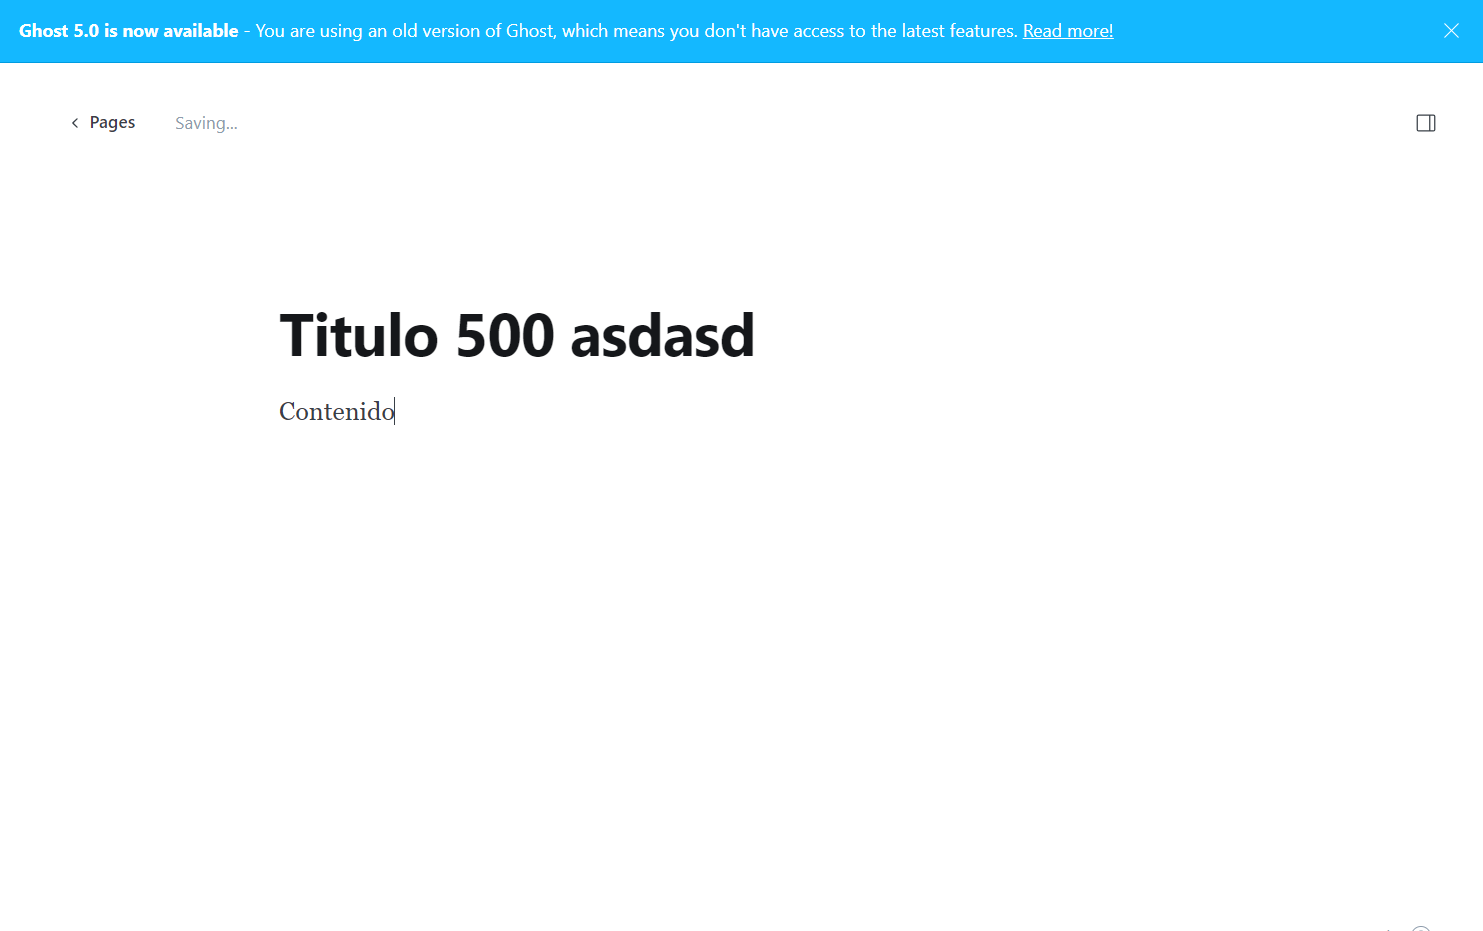 Ghost 5.0 is now available - You are using an old version of Ghost, which means you don't have access to the latest features. Read more!
Pages Saving...
Titulo 500 asdasd
Contenido